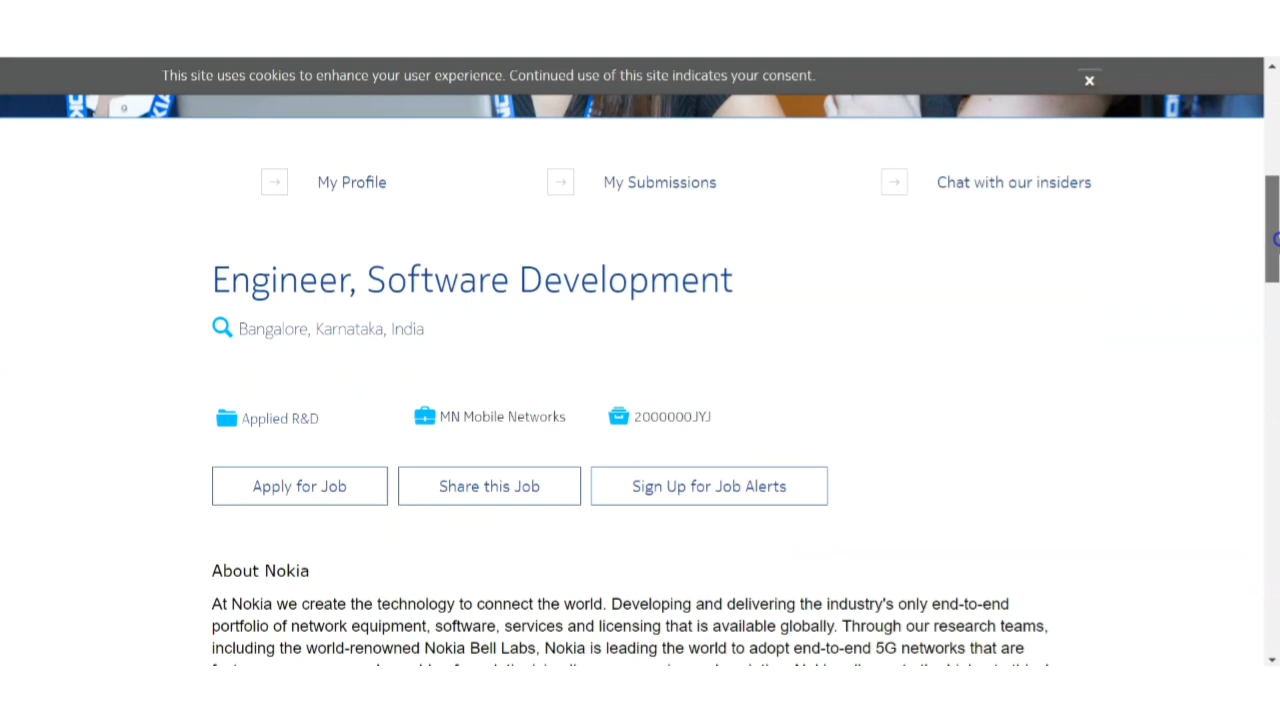 This site uses cookies to enhance your user experience. Continued use of this site indicates your consent.
x
My Profile
My Submissions
Chat with our insiders
Engineer, Software Development
Bangalore, Karnataka, India
Applied R&D
MN Mobile Networks
2000000JYJ
Apply for Job
Share this Job
Sign Up for Job Alerts
About Nokia
At Nokia we create the technology to connect the world. Developing and delivering the industry's only end-to-end
portfolio of network equipment, software, services and licensing that is available globally. Through our research teams,
including the world-renowned Nokia Bell Labs, Nokia is leading the world to adopt end-to-end 5G networks that are